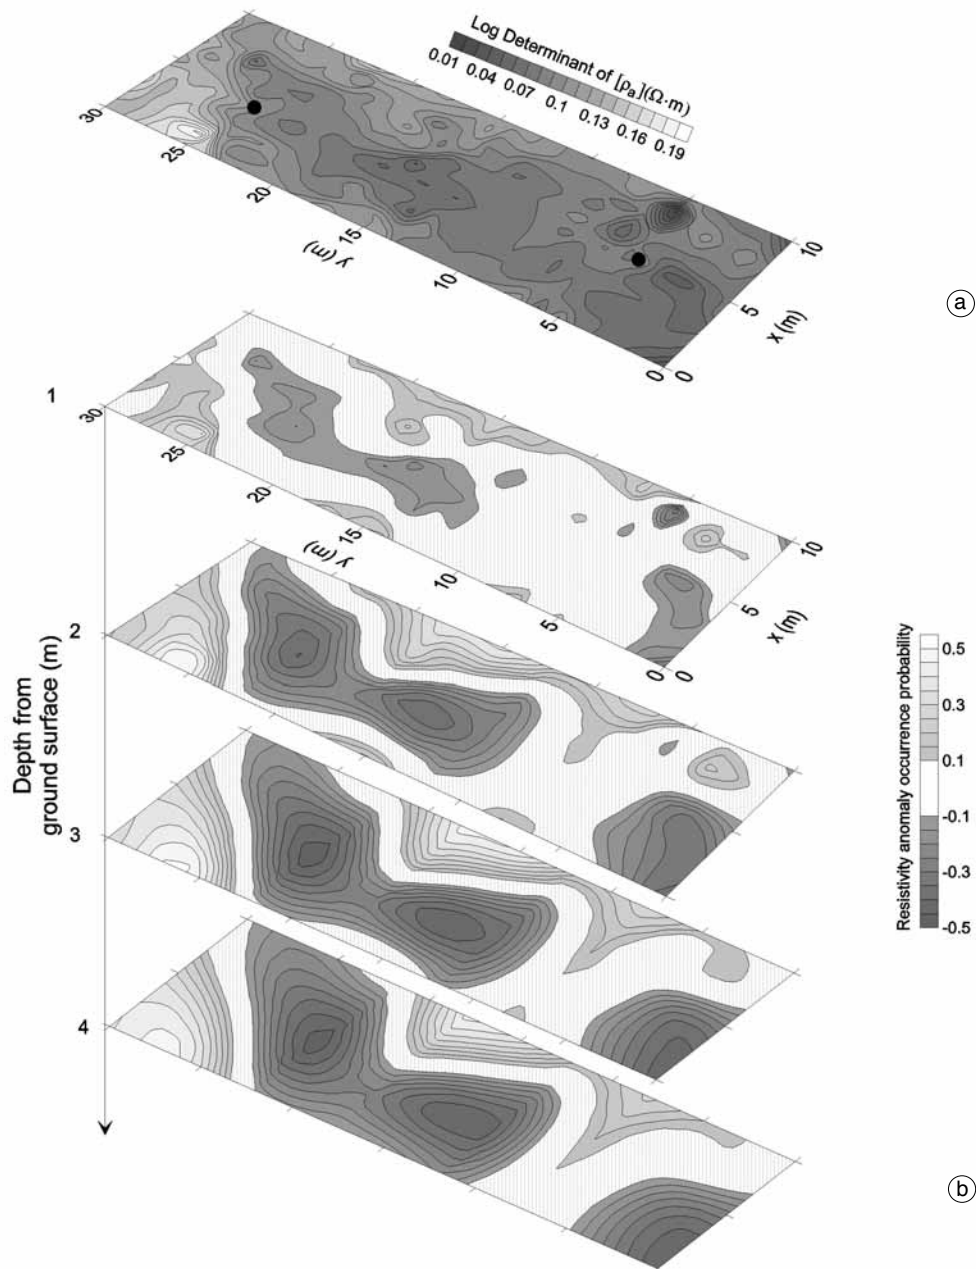 Log Determinant of [ρa](Ω·m)
0.01 0.04 0.07 0.1 0.13 0.16 0.19
30
25
20
15
y (m)
10
5
0
0
5
x (m)
10
a
1
30
25
20
15
y (m)
10
5
0
0
5
x (m)
10
2
3
4
Depth from
ground surface (m)
Resistivity anomaly occurrence probability
0.5
0.3
0.1
-0.1
-0.3
-0.5
b